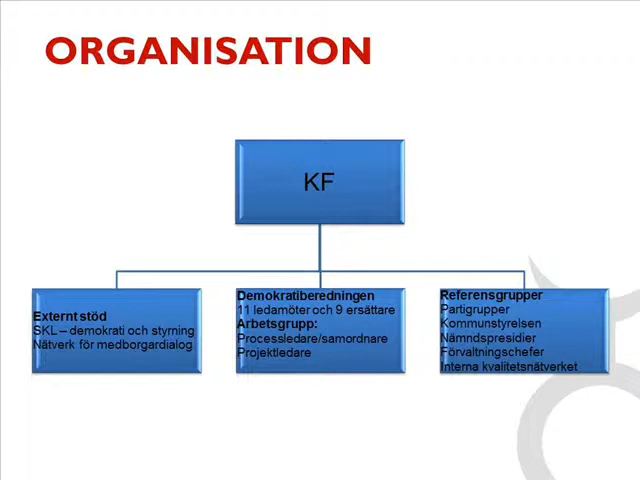 ORGANISATION
KF
Externt stöd
SKL – demokrati och styrning
Nätverk för medborgardialog
Demokratiberedningen
11 ledamöter och 9 ersättare
Arbetsgrupp:
Processledare/samordnare
Projektledare
Referensgrupper
Partigrupper
Kommunstyrelsen
Nämndspresidier
Förvaltningschefer
Interna kvalitetsnätverket